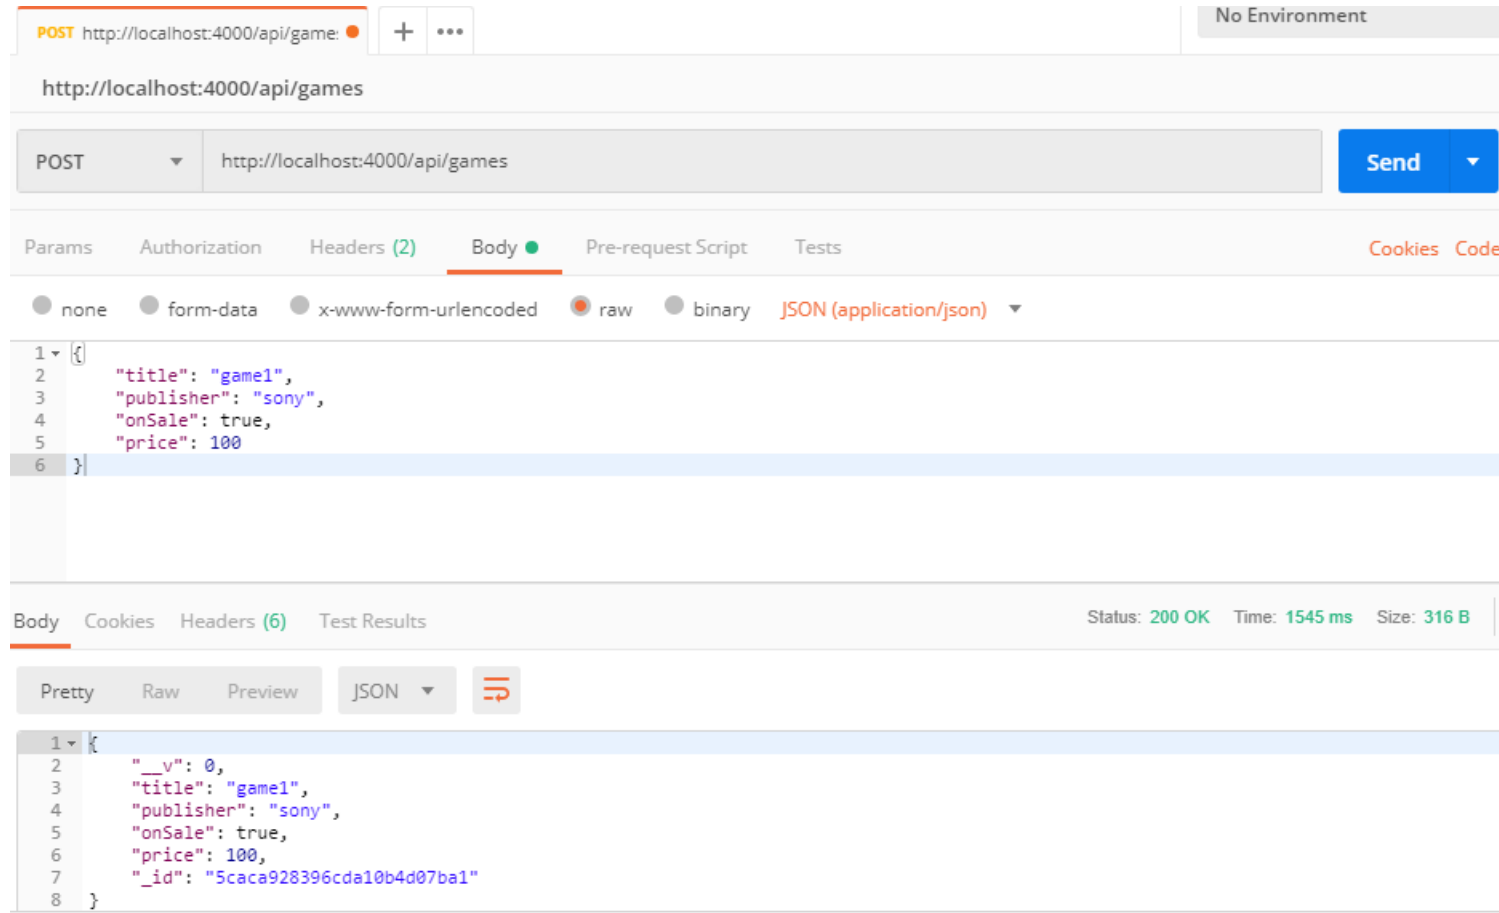 POST http://localhost:4000/api/game: + •••
No Environment
http://localhost:4000/api/games
POST http://localhost:4000/api/games Send
Params Authorization Headers (2) Body Pre-request Script Tests Cookies Code
none form-data x-www-form-urlencoded raw binary JSON (application/json)
1 {
2 "title": "game1",
3 "publisher": "sony",
4 "onSale": true,
5 "price": 100
6 }
Body Cookies Headers (6) Test Results Status: 200 OK Time: 1545 ms Size: 316 B
Pretty Raw Preview JSON
1 {
2 "__v": 0,
3 "title": "game1",
4 "publisher": "sony",
5 "onSale": true,
6 "price": 100,
7 "_id": "5caca928396cda10b4d07ba1"
8 }